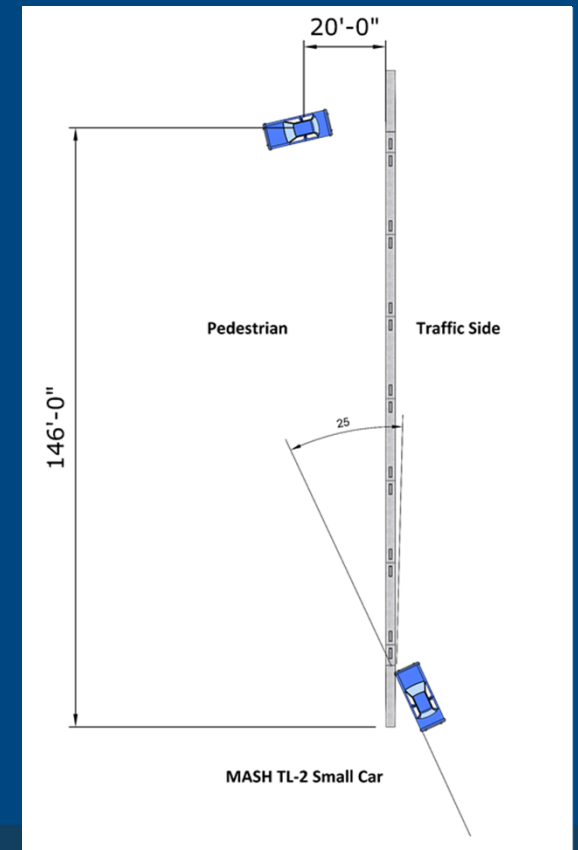 20'-0"
Pedestrian
Traffic Side
146'-0"
25
MASH TL-2 Small Car